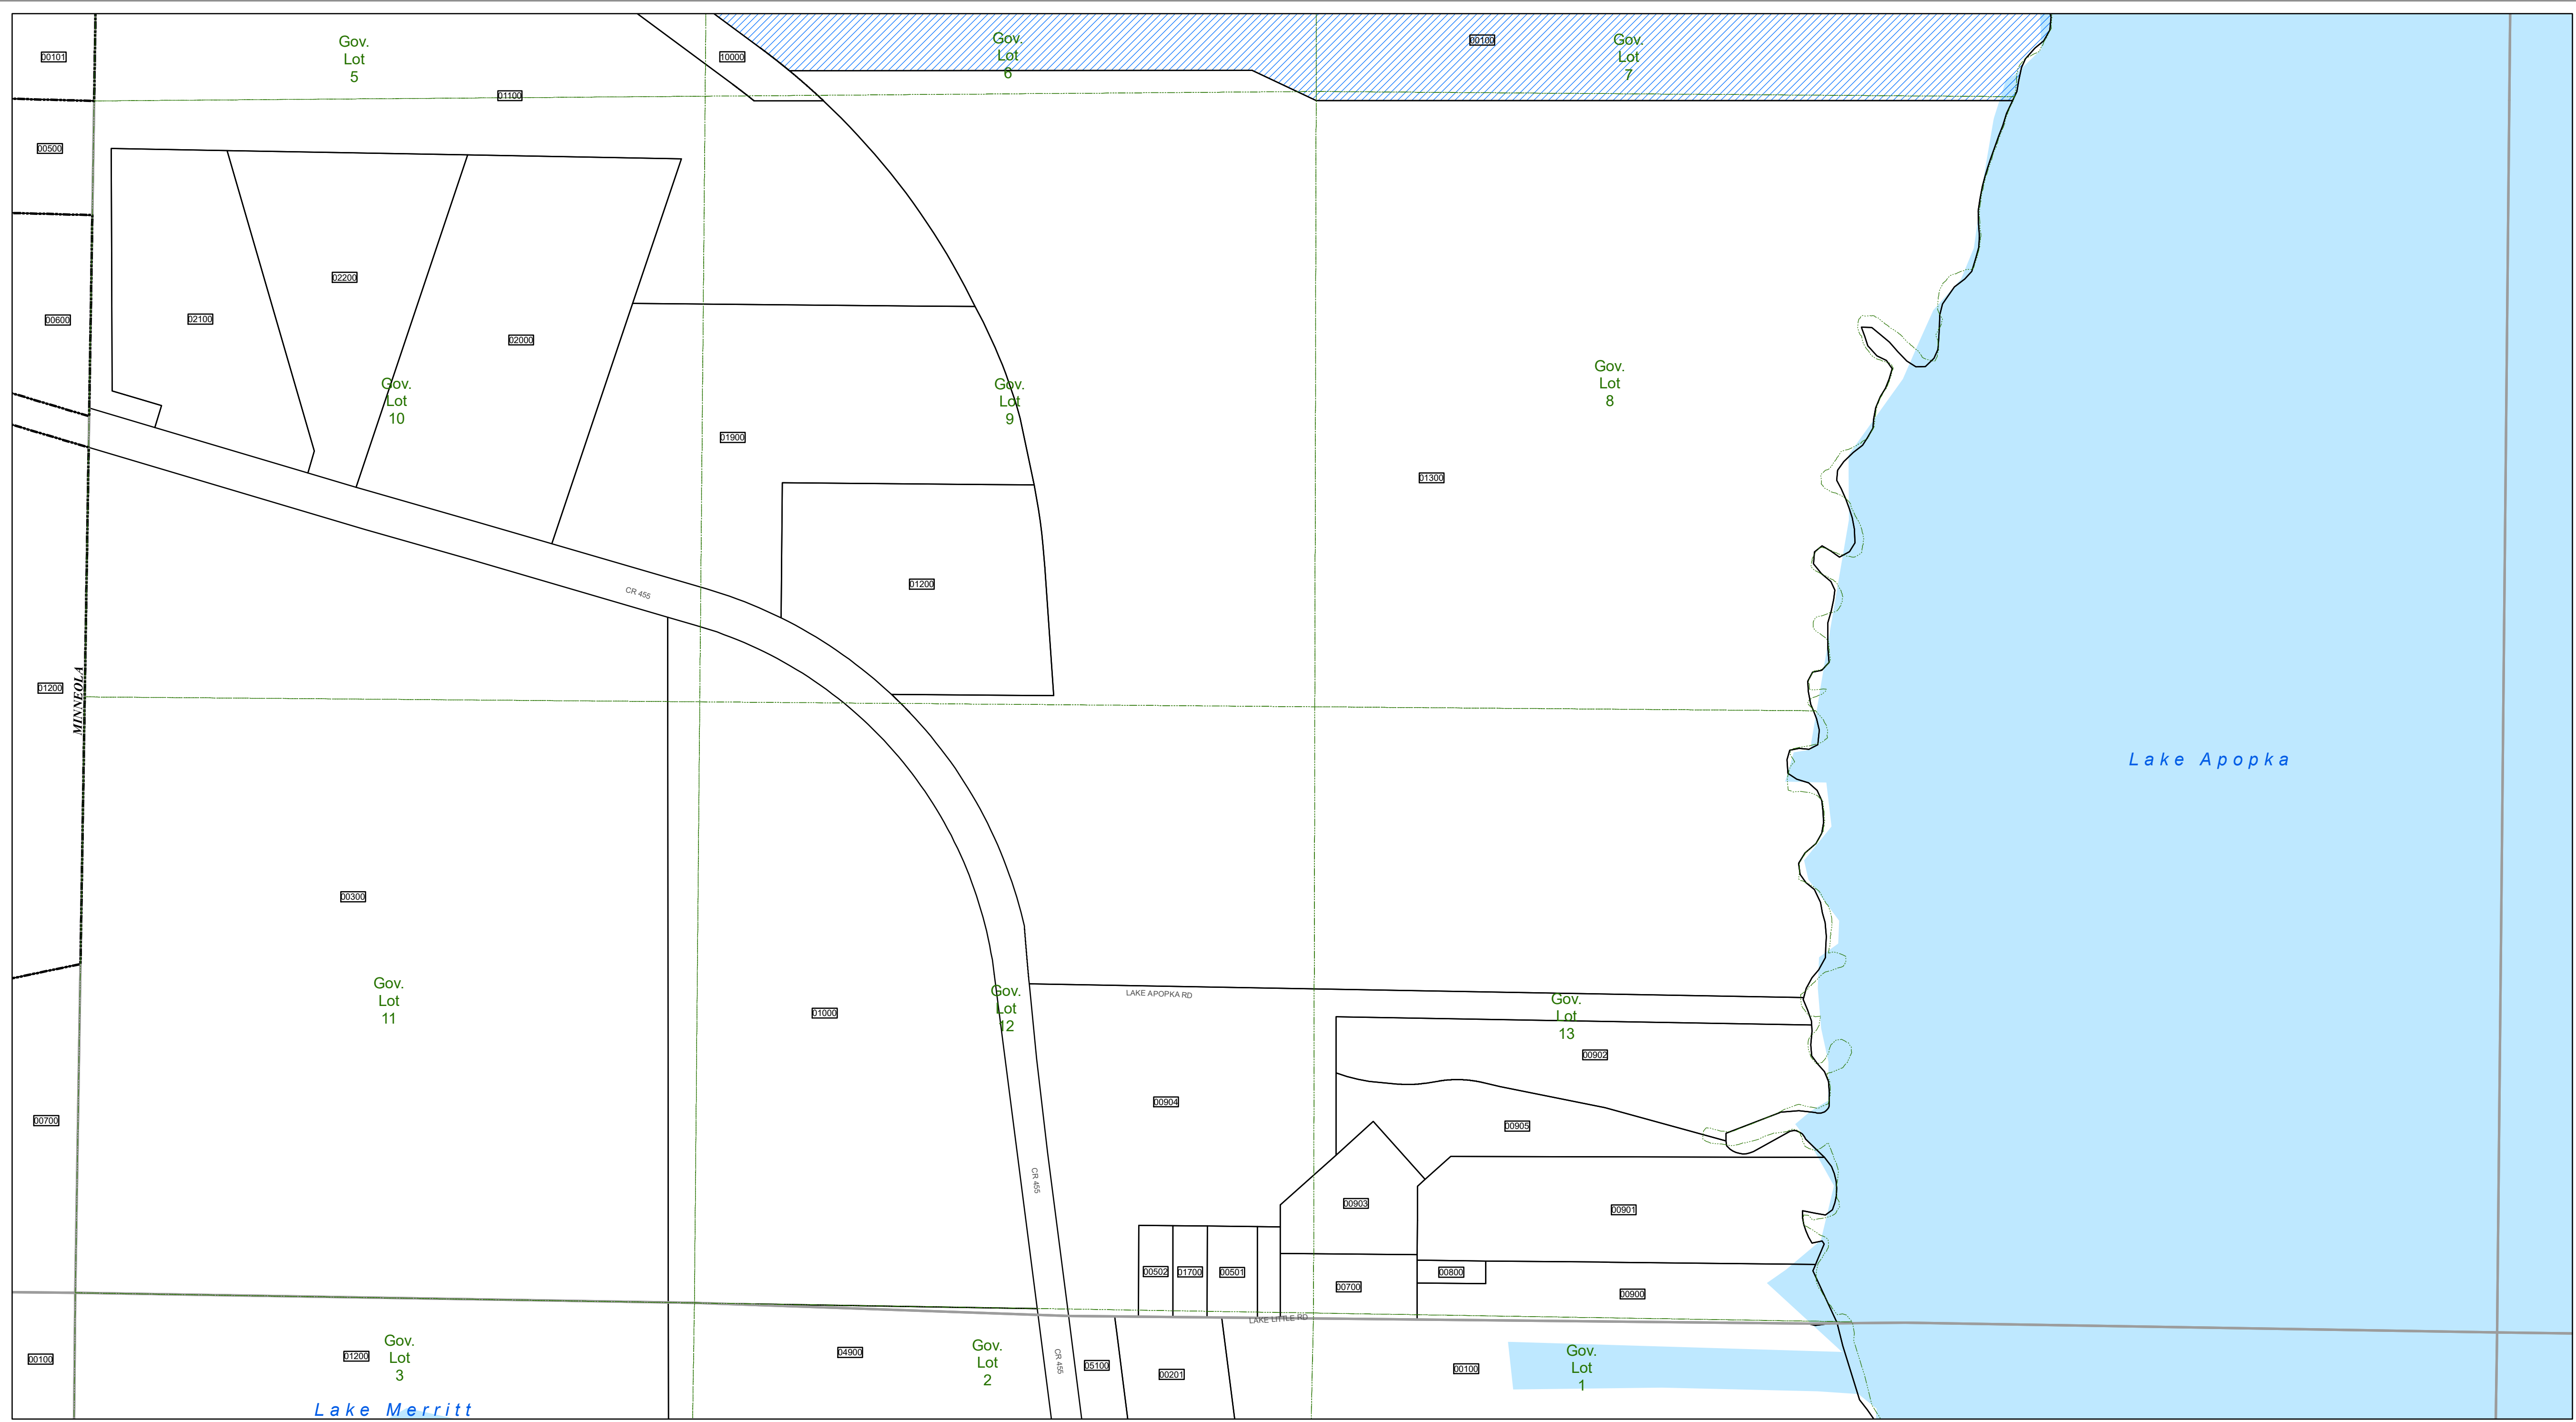 00101
Gov.
Lot
5
10000
Gov.
Lot
6
00100
Gov.
Lot
7
01100
00500
02200
02100
00600
02000
Gov.
Lot
10
Gov.
Lot
9
Gov.
Lot
8
01900
01300
01200
CR 455
01200
MINNEOLA
Lake Apopka
00300
Gov.
Lot
11
01000
Gov.
Lot
12
LAKE APOPKA RD
Gov.
Lot
13
00902
00904
00905
00700
CR 455
00903
00901
00502
01700
00501
00700
00800
00900
LAKE LITTLE RD
00100
01200
Gov.
Lot
3
04900
Gov.
Lot
2
CR 455
05100
00201
00100
Gov.
Lot
1
Lake Merritt